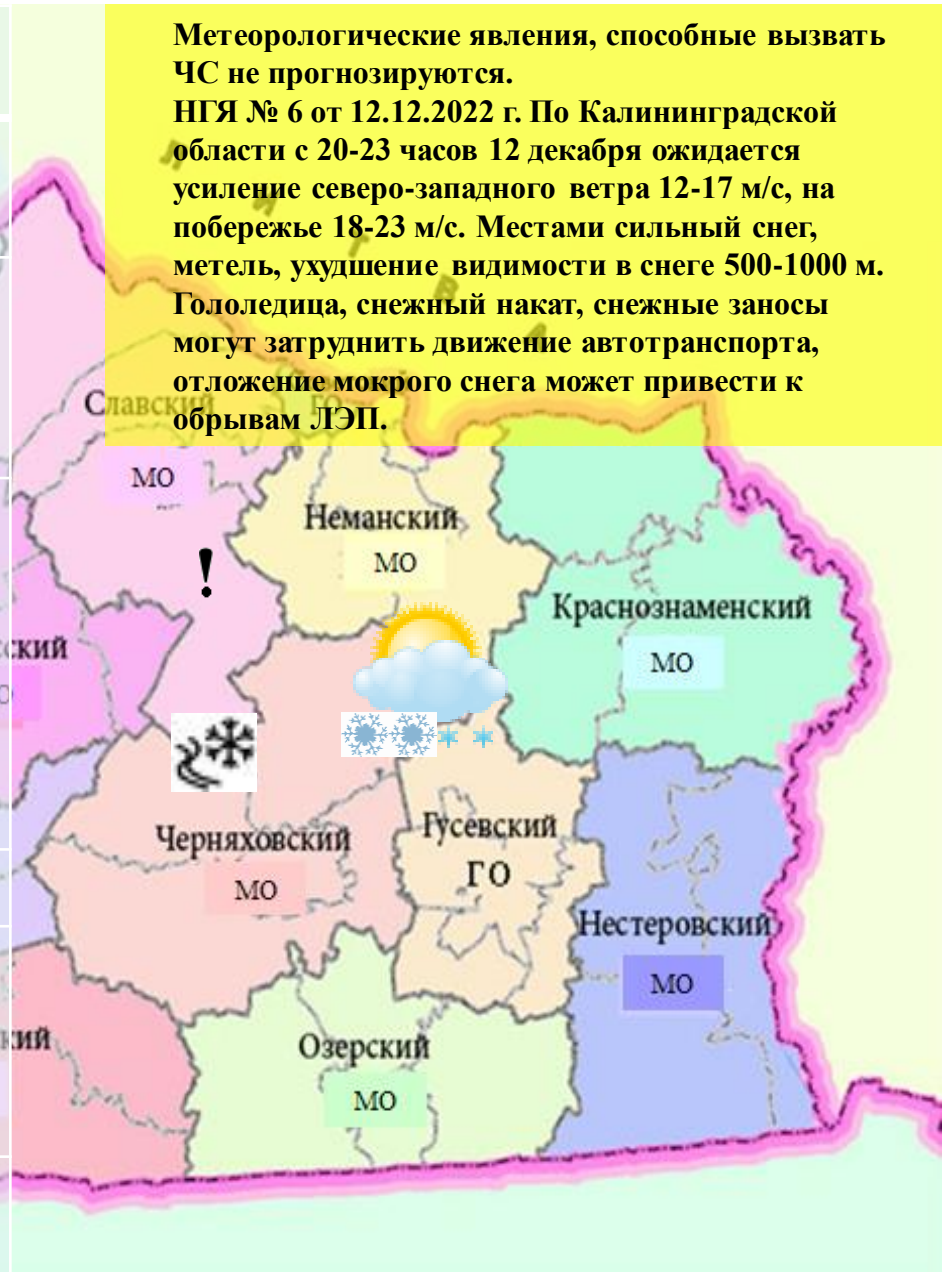 Метеорологические явления, способные вызвать
ЧС не прогнозируются.
НГЯ № 6 от 12.12.2022 г. По Калининградской
области с 20-23 часов 12 декабря ожидается
усиление северо-западного ветра 12-17 м/с, на
побережье 18-23 м/с. Местами сильный снег,
метель, ухудшение видимости в снеге 500-1000 м.
Гололедица, снежный накат, снежные заносы
могут затруднить движение автотранспорта,
отложение мокрого снега может привести к
обрывам ЛЭП.
Л И Т В А
Славский
ГО
МО
Неманский
МО
!
Краснознаменский
МО
ский
О
Черняховский
МО
Гусевский
ГО
Нестеровский
МО
кий
Озерский
МО